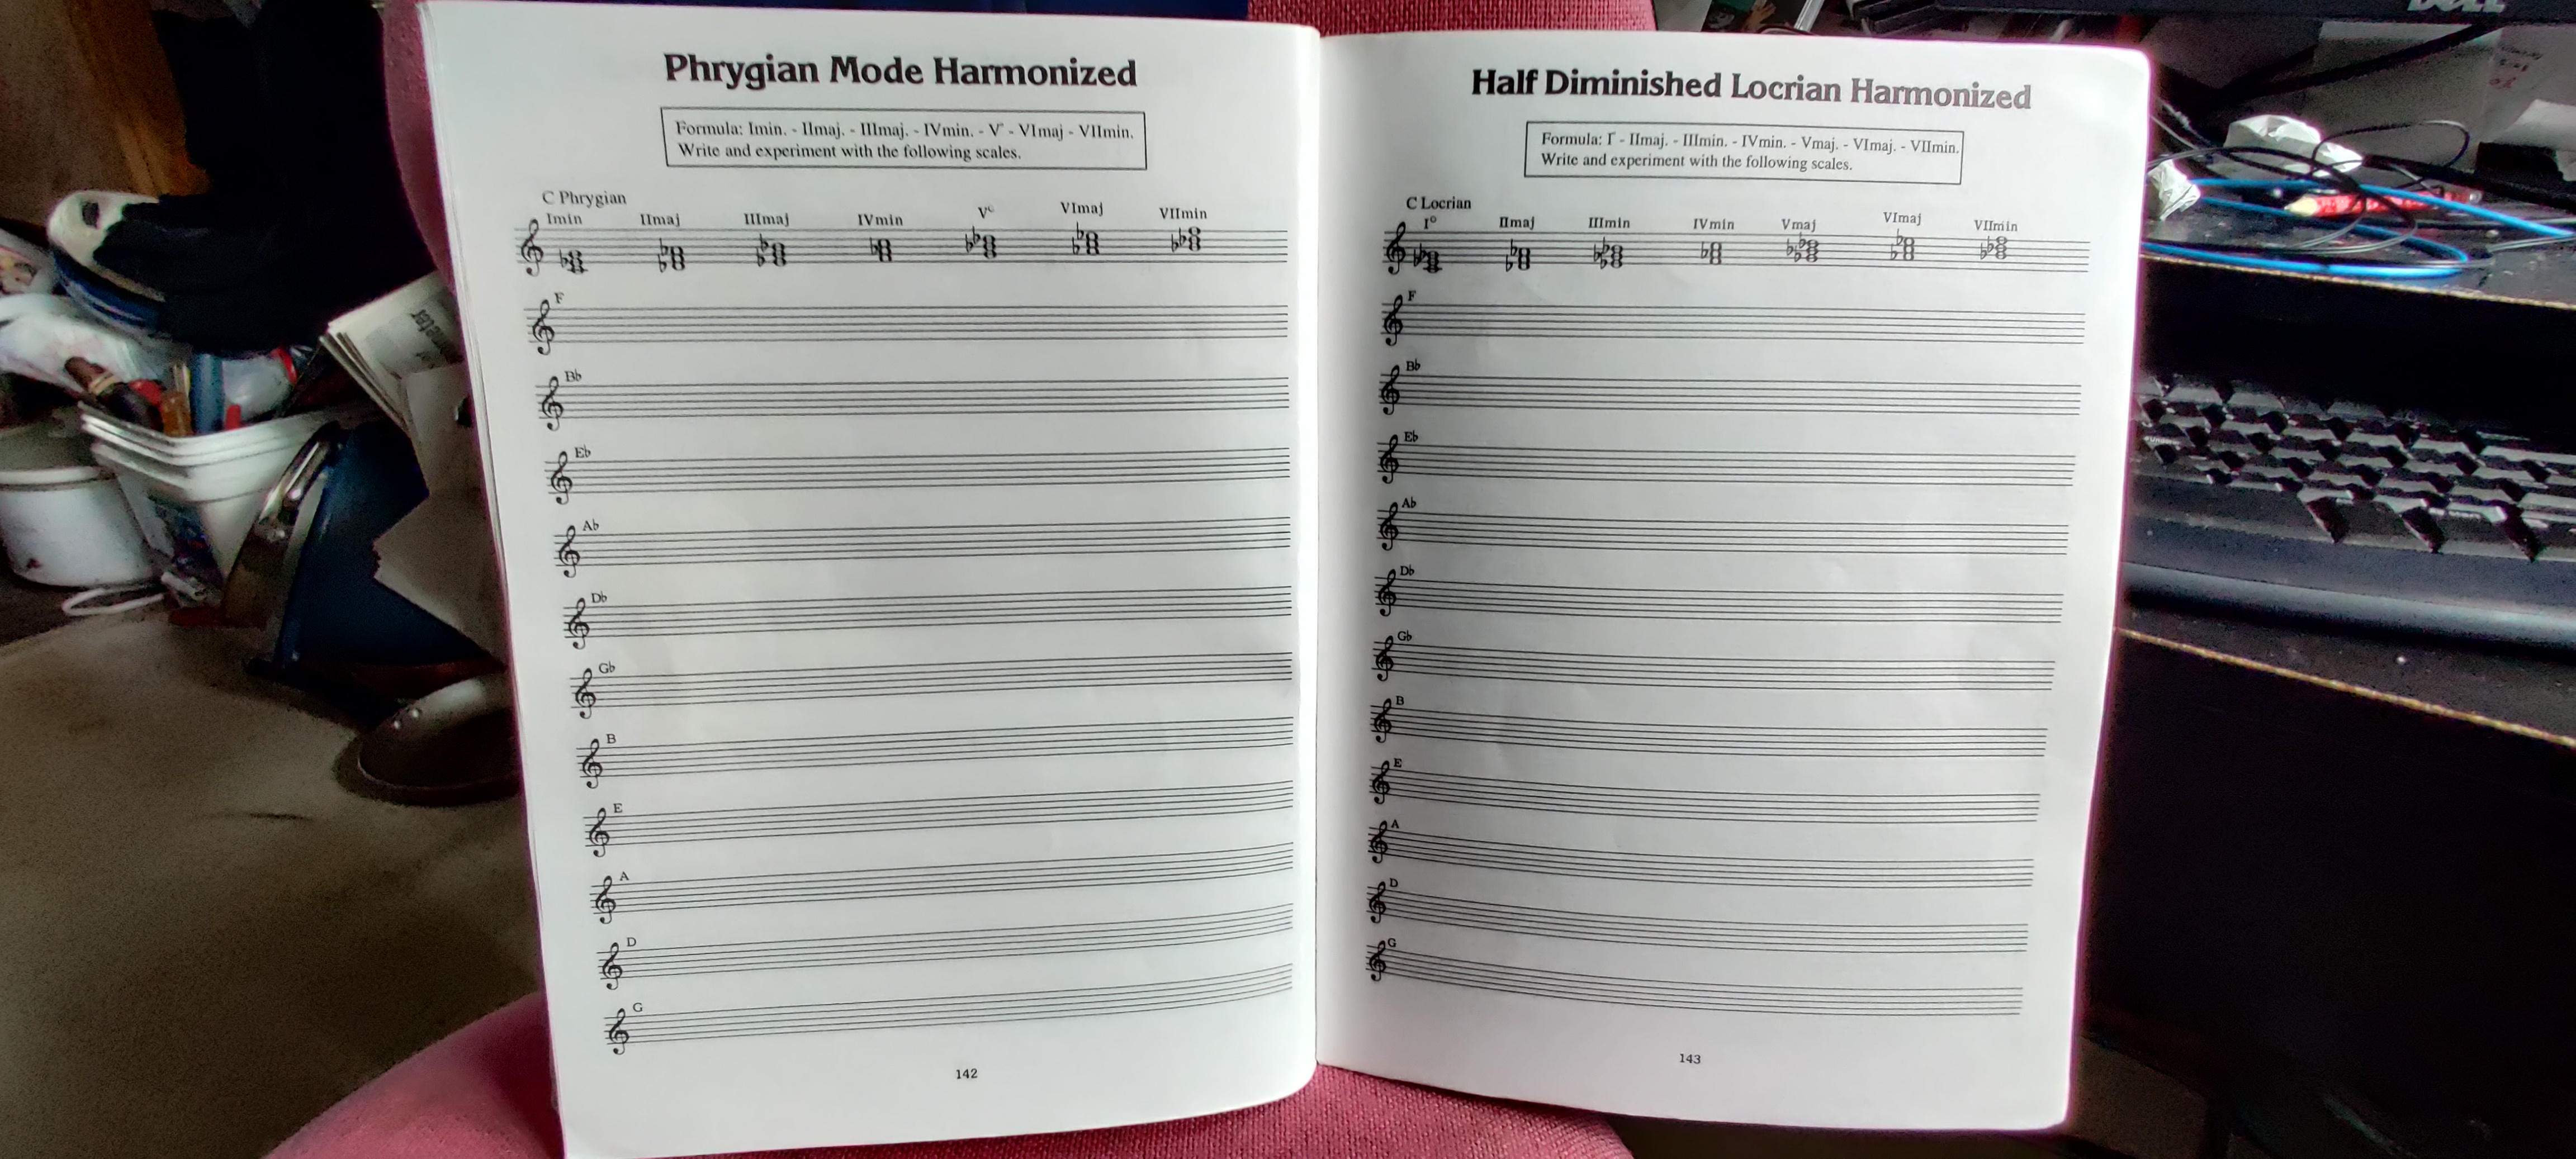 Phrygian Mode Harmonized
Formula: Imin. - IImaj. - IIImaj. - IVmin. - V° - VImaj - VIImin.
Write and experiment with the following scales.
C Phrygian
Imin IImaj IIImaj IVmin V° VImaj VIImin
F
Bb
Eb
Ab
Db
Gb
B
E
A
D
G
142
Half Diminished Locrian Harmonized
Formula: I° - IImaj. - IIImin. - IVmin. - Vmaj. - VImaj. - VIImin.
Write and experiment with the following scales.
C Locrian
I° IImaj IIImin IVmin Vmaj VImaj VIImin
F
Bb
Eb
Ab
Db
Gb
B
E
A
D
G
143
DELL